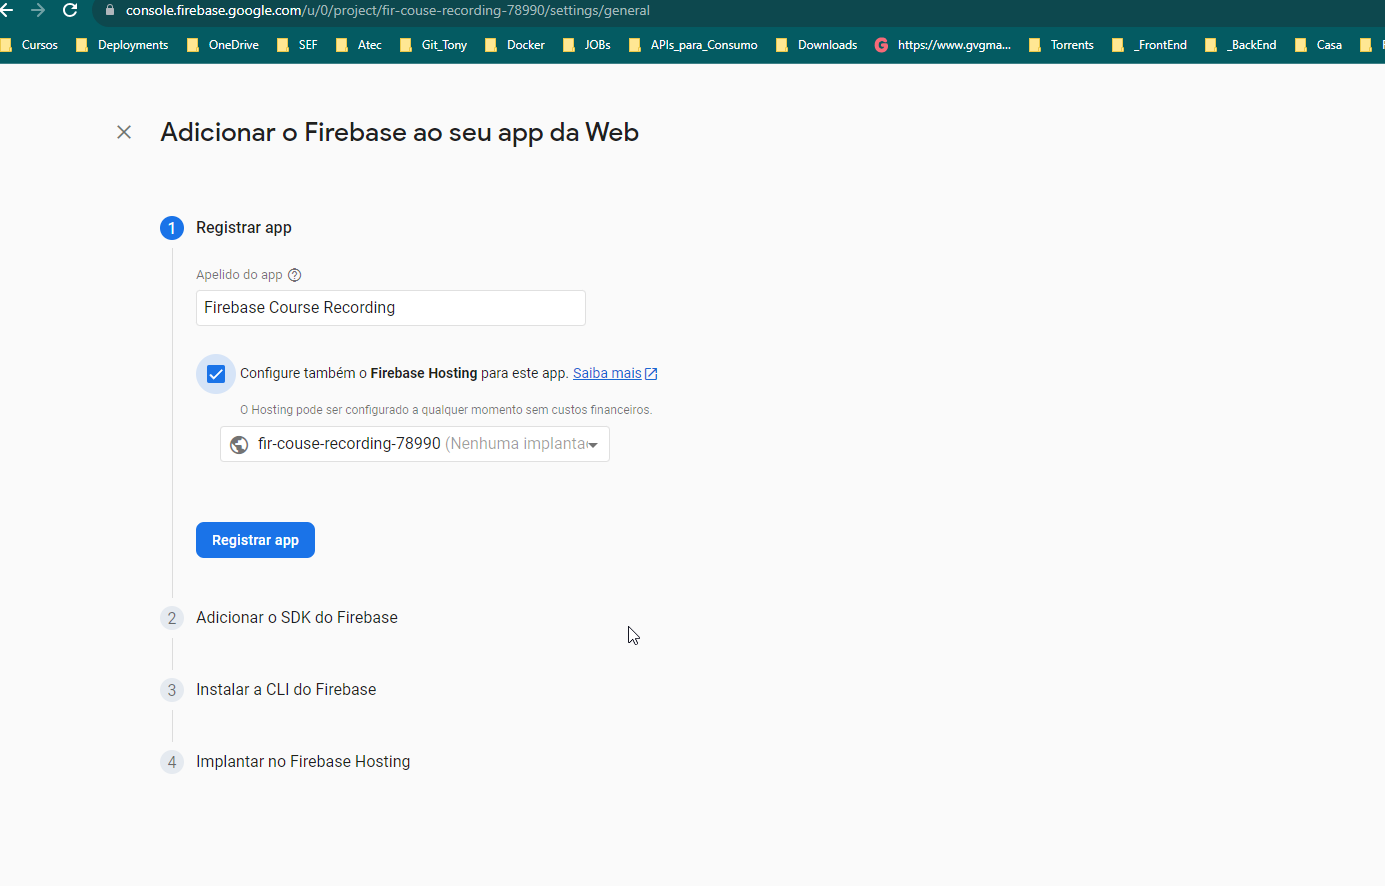 console.firebase.google.com/u/0/project/fir-couse-recording-78990/settings/general
Cursos Deployments OneDrive SEF Atec Git_Tony Docker JOBs APIs_para_Consumo Downloads G https://www.gvgma... Torrents _FrontEnd _BackEnd Casa
Adicionar o Firebase ao seu app da Web
1 Registrar app
Apelido do app
Firebase Course Recording
Configure também o Firebase Hosting para este app. Saiba mais
O Hosting pode ser configurado a qualquer momento sem custos financeiros.
fir-couse-recording-78990 (Nenhuma implanta
Registrar app
2 Adicionar o SDK do Firebase
3 Instalar a CLI do Firebase
4 Implantar no Firebase Hosting